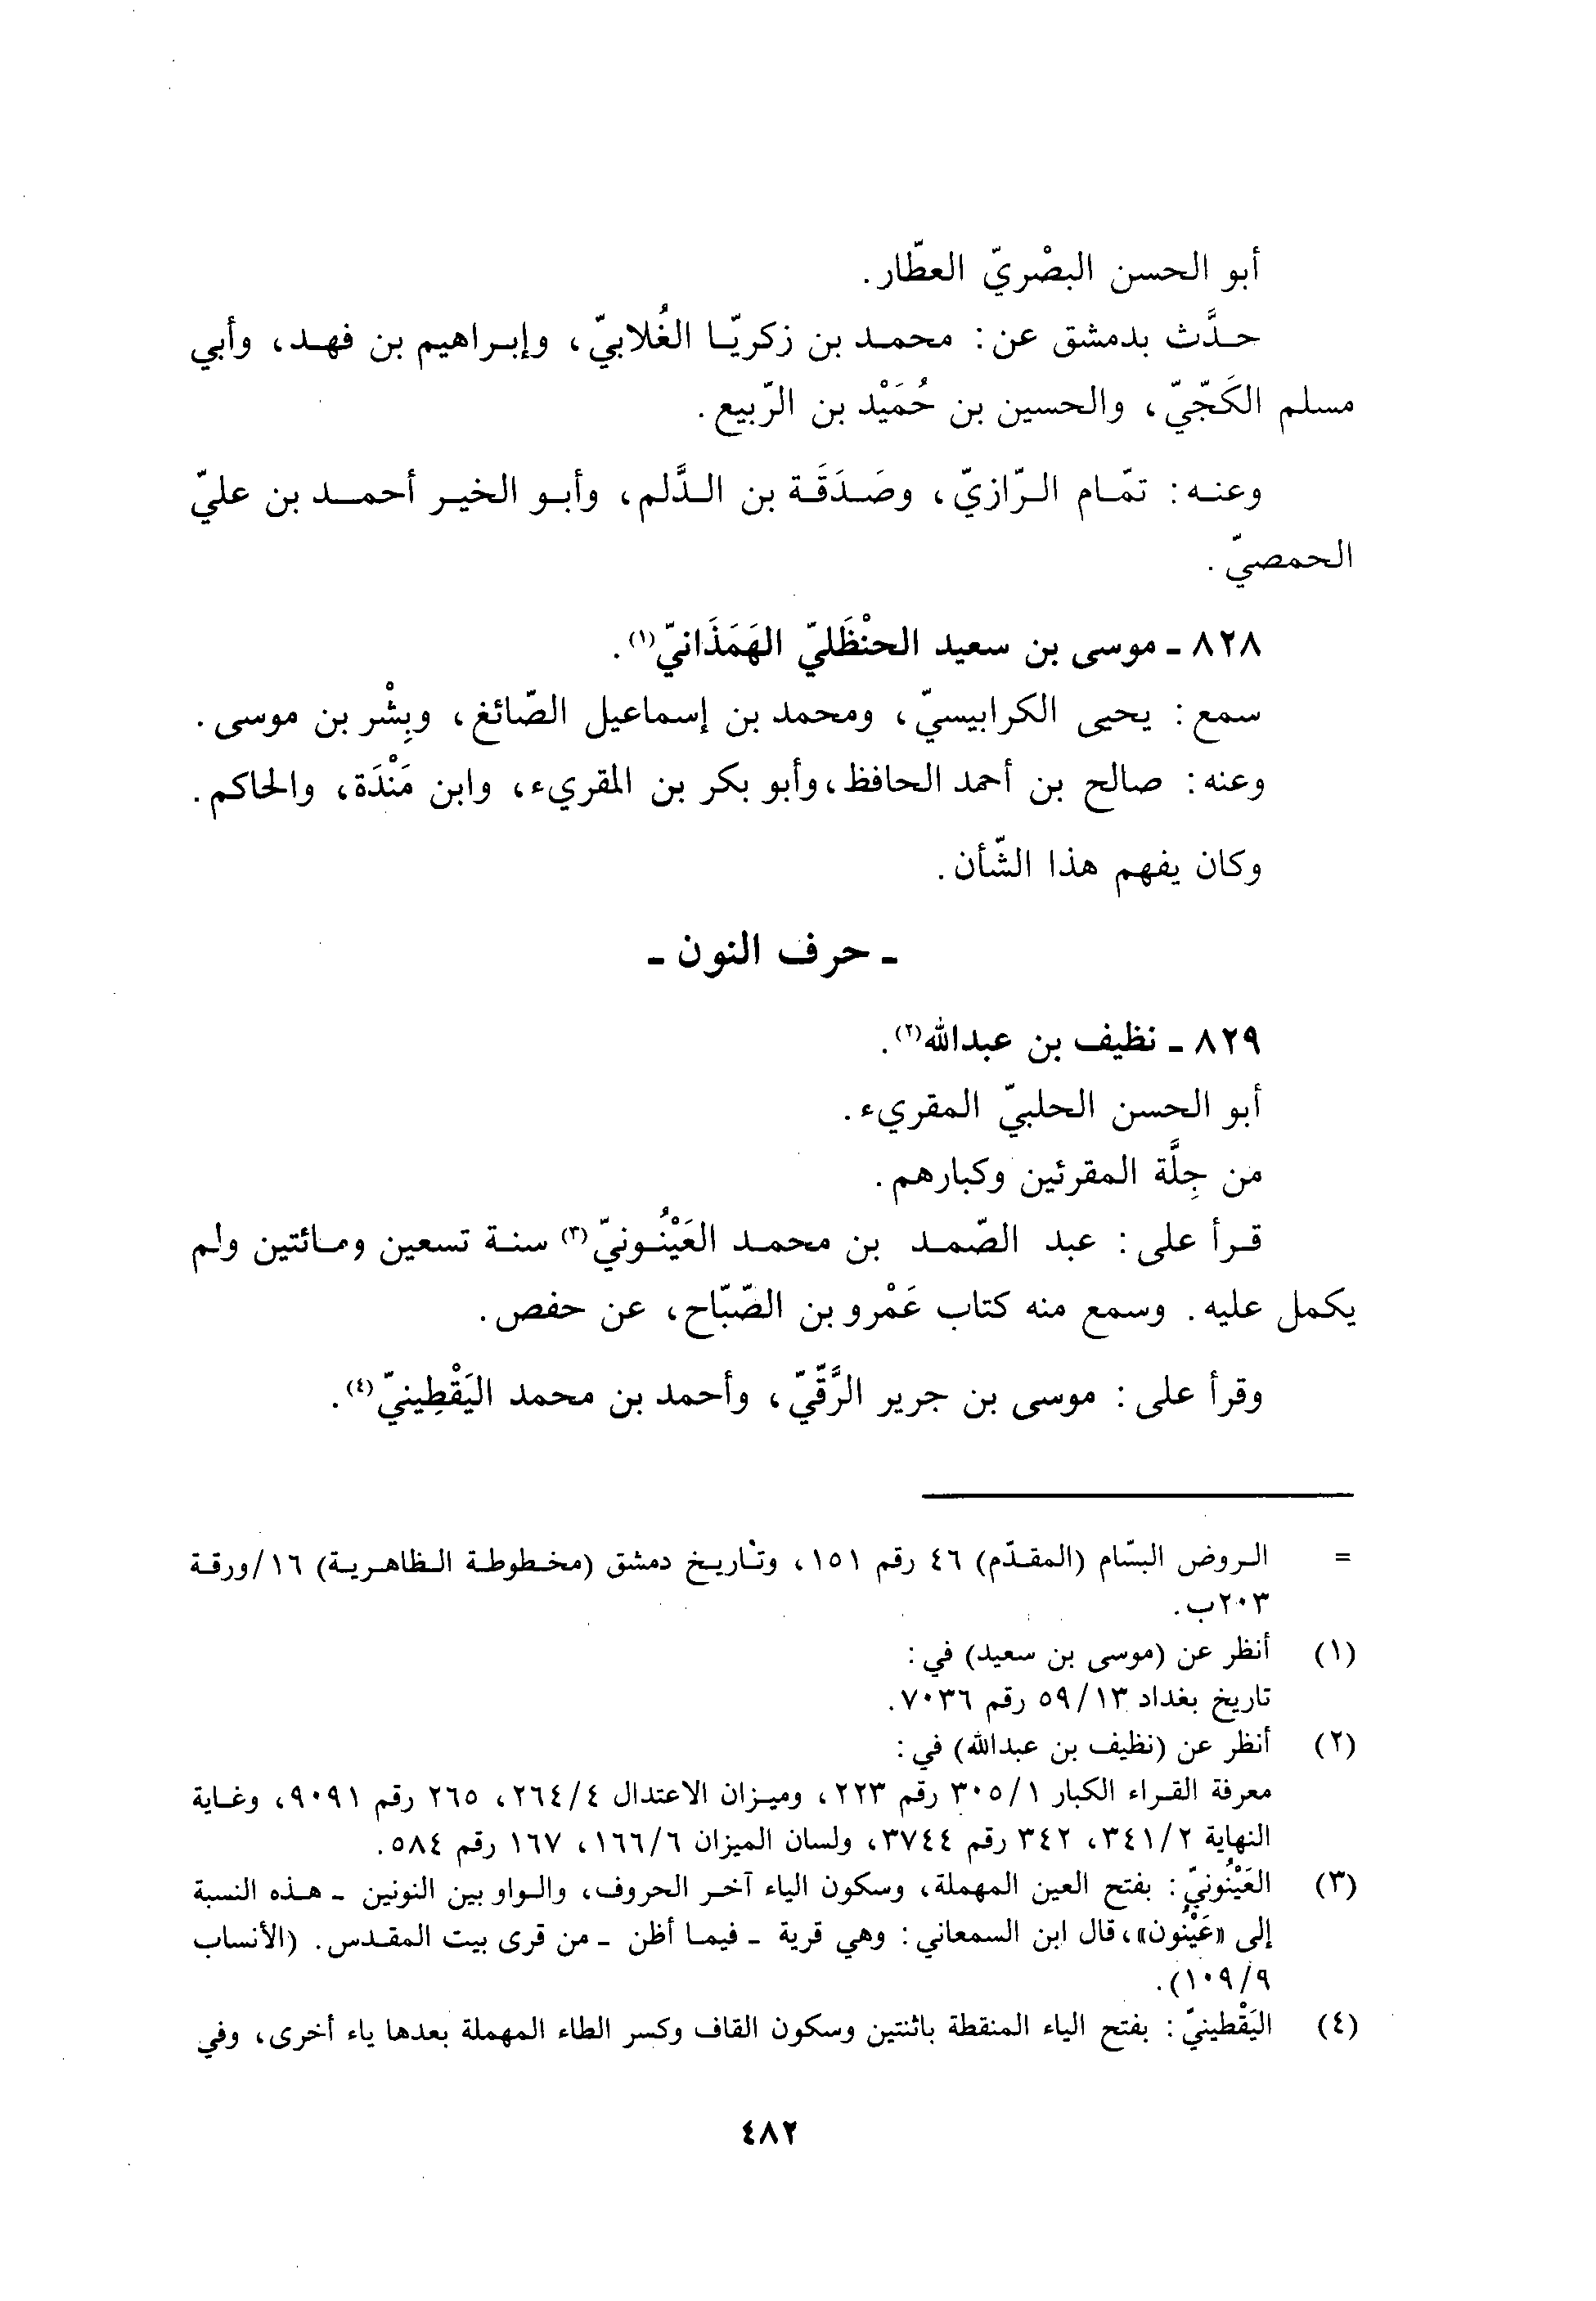 أبو الحسن البصْريّ العطّار.
حدَّث بدمشق عن: محمد بن زكريّا الغُلابيّ، وإبراهيم بن فهد، وأبي
مسلم الكَجّيّ، والحسين بن حُمَيْد بن الرّبيع.
وعنه: تمّام الرّازيّ، وصَدَقَة بن الدَّلم، وأبو الخير أحمد بن عليّ
الحمصيّ.
٨٢٨ - موسى بن سعيد الحنْظَليّ الهَمَذَانيّ(١).
سمع: يحيى الكرابيسيّ، ومحمد بن إسماعيل الصّائغ، وبِشْر بن موسى.
وعنه: صالح بن أحمد الحافظ، وأبو بكر بن المقريء، وابن مَنْدَة، والحاكم.
وكان يفهم هذا الشّأن.
- حرف النون -
٨٢٩ - نظيف بن عبدالله(٢).
أبو الحسن الحلبيّ المقريء.
من جِلَّة المقرئين وكبارهم.
قرأ على: عبد الصّمد بن محمد العَيْنُونيّ(٣) سنة تسعين ومائتين ولم
يكمل عليه. وسمع منه كتاب عَمْرو بن الصّبّاح، عن حفص.
وقرأ على: موسى بن جرير الرَّقّيّ، وأحمد بن محمد اليَقْطِينيّ(٤).
= الروض البسّام (المقدّم) ٤٦ رقم ١٥١، وتاريخ دمشق (مخطوطة الظاهرية) ١٦/ورقة
٢٠٣ب.
(١) أنظر عن (موسى بن سعيد) في:
تاريخ بغداد ٥٩/١٣ رقم ٧٠٣٦.
(٢) أنظر عن (نظيف بن عبدالله) في:
معرفة القراء الكبار ٣٠٥/١ رقم ٢٢٣، وميزان الاعتدال ٢٦٤/٤، ٢٦٥ رقم ٩٠٩١، وغاية
النهاية ٣٤١/٢، ٣٤٢ رقم ٣٧٤٤، ولسان الميزان ١٦٦/٦، ١٦٧ رقم ٥٨٤.
(٣) العَيْنُونيّ: بفتح العين المهملة، وسكون الياء آخر الحروف، والواو بين النونين - هذه النسبة
إلى «عَيْنُون»، قال ابن السمعاني: وهي قرية - فيما أظن - من قرى بيت المقدس. (الأنساب
١٠٩/٩).
(٤) اليَقْطينيّ: بفتح الياء المنقطة باثنتين وسكون القاف وكسر الطاء المهملة بعدها ياء أخرى، وفي
٤٨٢